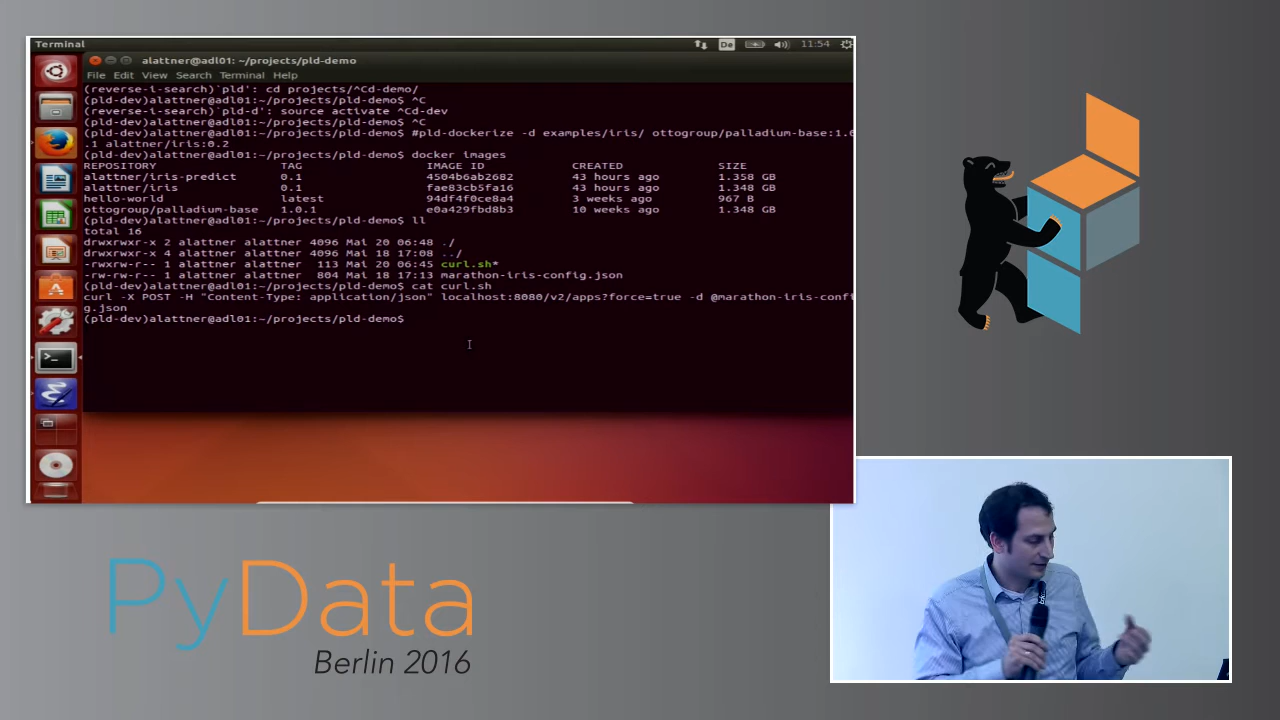 Terminal
De
11:54
alattner@adl01: ~/projects/pld-demo
File Edit View Search Terminal Help
(reverse-i-search)`pld': cd projects/^Cd-demo/
(pld-dev)alattner@adl01:~/projects/pld-demo$ ^C
(reverse-i-search)`pld-d': source activate ^Cd-dev
(pld-dev)alattner@adl01:~/projects/pld-demo$ ^C
(pld-dev)alattner@adl01:~/projects/pld-demo$ #pld-dockerize -d examples/iris/ ottogroup/palladium-base:1.0
.1 alattner/iris:0.2
(pld-dev)alattner@adl01:~/projects/pld-demo$ docker images
REPOSITORY TAG IMAGE ID CREATED SIZE
alattner/iris-predict 0.1 4504b6ab2682 43 hours ago 1.358 GB
alattner/iris 0.1 fae83cb5fa16 43 hours ago 1.348 GB
hello-world latest 94df4f0ce8a4 3 weeks ago 967 B
ottogroup/palladium-base 1.0.1 e0a429fbd8b3 10 weeks ago 1.348 GB
(pld-dev)alattner@adl01:~/projects/pld-demo$ ll
total 16
drwxrwxr-x 2 alattner alattner 4096 Mai 20 06:48 ./
drwxrwxr-x 4 alattner alattner 4096 Mai 18 17:08 ../
-rwxrwxr-- 1 alattner alattner 113 Mai 20 06:45 curl.sh*
-rw-rw-r-- 1 alattner alattner 804 Mai 18 17:13 marathon-iris-config.json
(pld-dev)alattner@adl01:~/projects/pld-demo$ cat curl.sh
curl -X POST -H "Content-Type: application/json" localhost:8080/v2/apps?force=true -d @marathon-iris-confi
g.json
(pld-dev)alattner@adl01:~/projects/pld-demo$
PyData
Berlin 2016